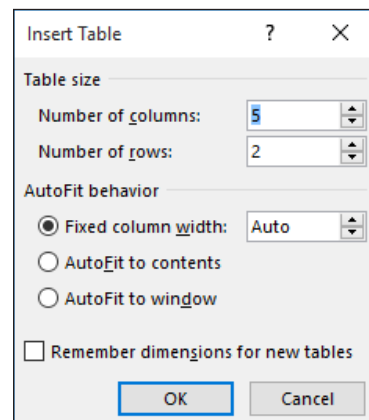 Insert Table ?
Table size
Number of columns: 5
Number of rows: 2
AutoFit behavior
Fixed column width: Auto
AutoFit to contents
AutoFit to window
Remember dimensions for new tables
OK Cancel